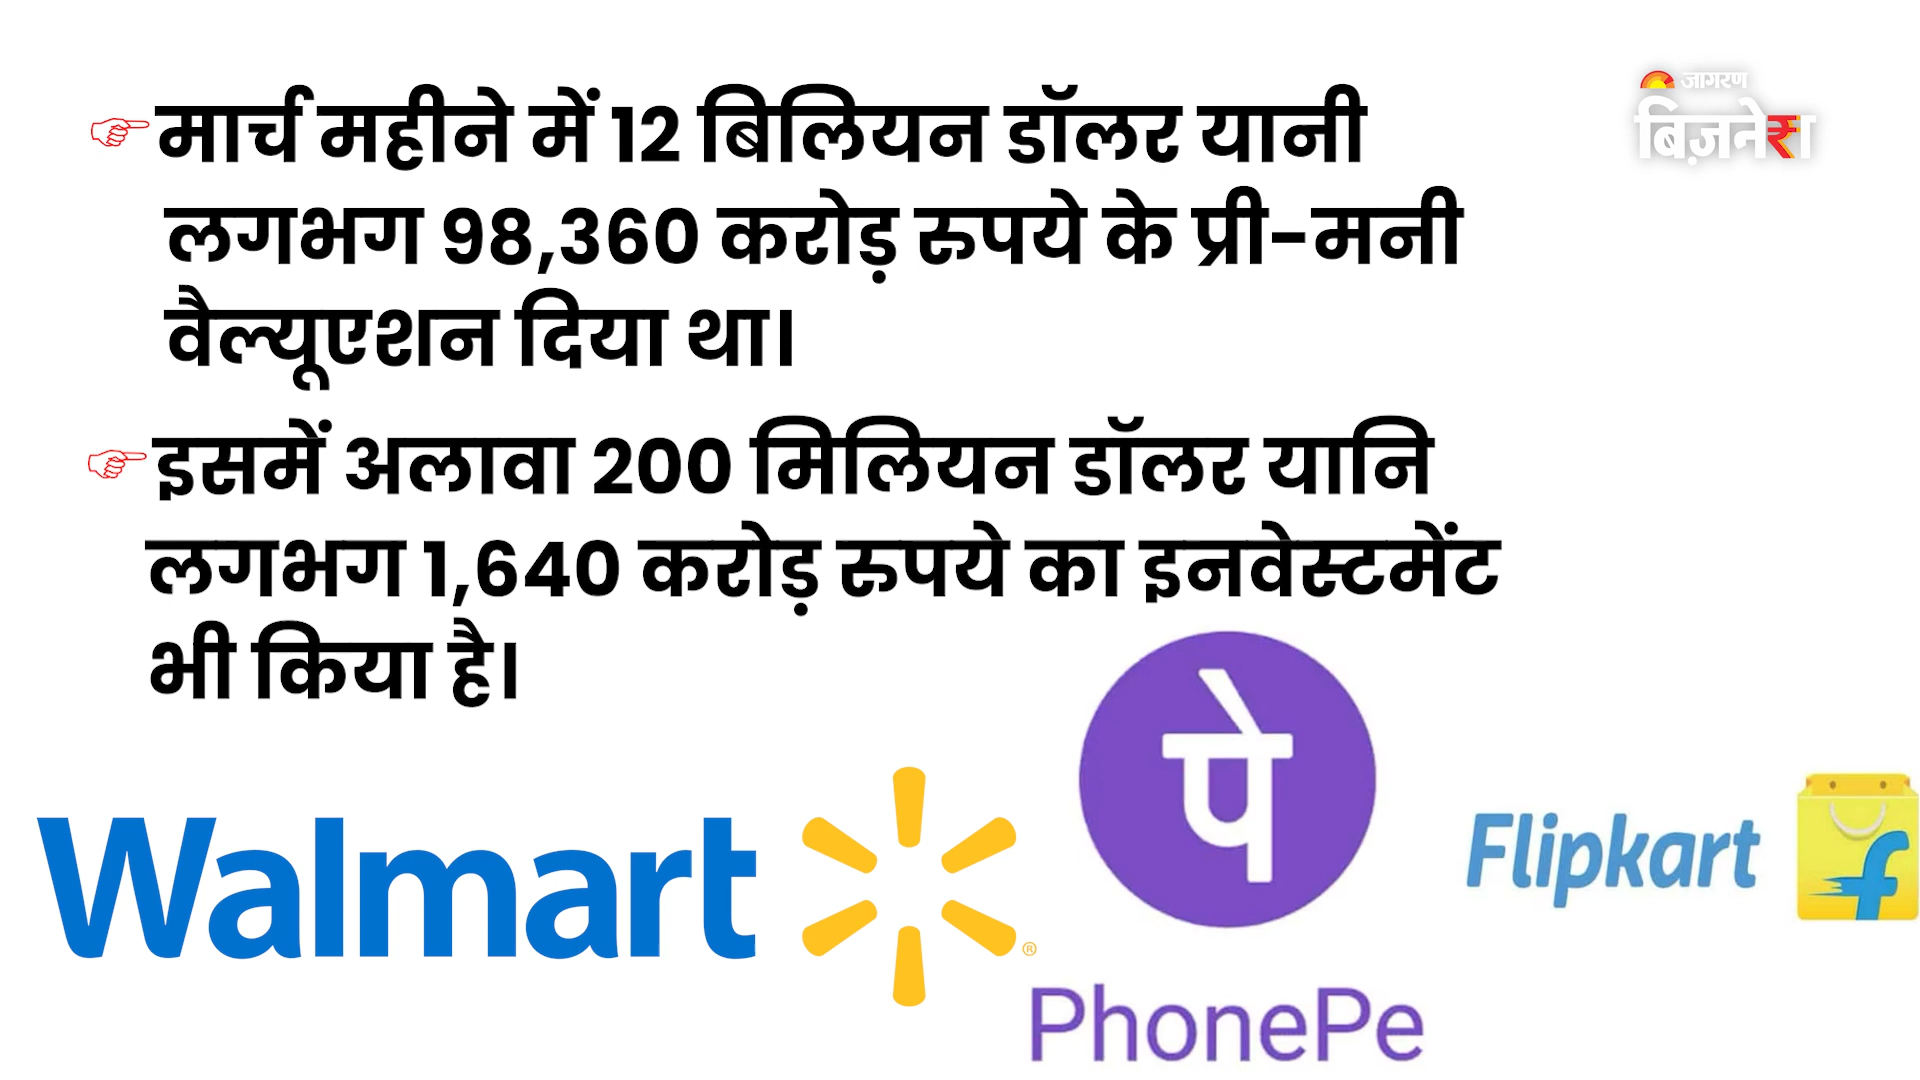 जागरण
बिज़नेस
मार्च महीने में 12 बिलियन डॉलर यानी
लगभग 98,360 करोड़ रुपये के प्री-मनी
वैल्यूएशन दिया था।
इसमें अलावा 200 मिलियन डॉलर यानि
लगभग 1,640 करोड़ रुपये का इनवेस्टमेंट
भी किया है।
Walmart ®
पे
PhonePe
Flipkart f